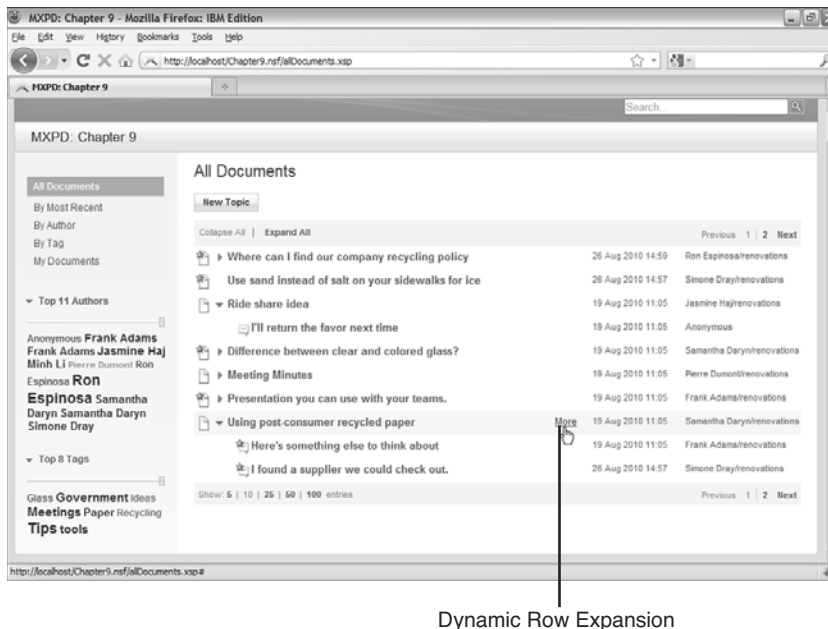 MXPD: Chapter 9 - Mozilla Firefox: IBM Edition
File Edit View History Bookmarks Tools Help
http://localhost/Chapter9.nsf/allDocuments.xsp
MXPD: Chapter 9
Search...
MXPD: Chapter 9
All Documents
By Most Recent
By Author
By Tag
My Documents
Top 11 Authors
Anonymous Frank Adams
Frank Adams Jasmine Haj
Minh Li Pierre Dumont Ron
Espinosa Ron
Espinosa Samantha
Daryn Samantha Daryn
Simone Dray
Top 8 Tags
Glass Government Ideas
Meetings Paper Recycling
Tips tools
All Documents
New Topic
Collapse All | Expand All Previous 1 | 2 Next
Where can I find our company recycling policy 26 Aug 2010 14:59 Ron Espinosa/renovations
Use sand instead of salt on your sidewalks for ice 26 Aug 2010 14:57 Simone Dray/renovations
Ride share idea 19 Aug 2010 11:05 Jasmine Haj/renovations
I'll return the favor next time 19 Aug 2010 11:05 Anonymous
Difference between clear and colored glass? 19 Aug 2010 11:05 Samantha Daryn/renovations
Meeting Minutes 19 Aug 2010 11:05 Pierre Dumont/renovations
Presentation you can use with your teams. 19 Aug 2010 11:05 Frank Adams/renovations
Using post-consumer recycled paper More 19 Aug 2010 11:05 Samantha Daryn/renovations
Here's something else to think about 19 Aug 2010 11:05 Frank Adams/renovations
I found a supplier we could check out. 26 Aug 2010 14:57 Simone Dray/renovations
Show: 5 | 10 | 25 | 50 | 100 entries Previous 1 | 2 Next
http://localhost/Chapter9.nsf/allDocuments.xsp#
Dynamic Row Expansion